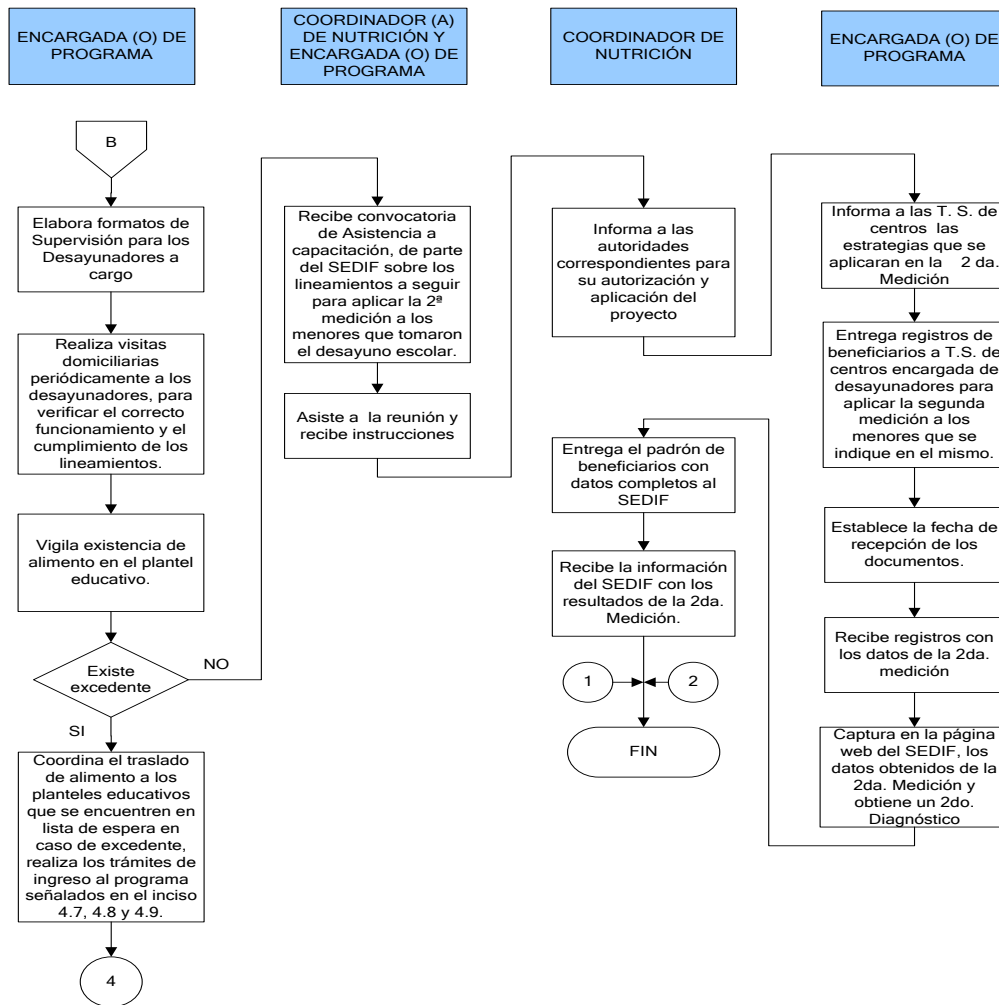 ENCARGADA (O) DE
PROGRAMA
COORDINADOR (A)
DE NUTRICIÓN Y
ENCARGADA (O) DE
PROGRAMA
COORDINADOR DE
NUTRICIÓN
ENCARGADA (O) DE
PROGRAMA
B
Elabora formatos de
Supervisión para los
Desayunadores a
cargo
Realiza visitas
domiciliarias
periódicamente a los
desayunadores, para
verificar el correcto
funcionamiento y el
cumplimiento de los
lineamientos.
Vigila existencia de
alimento en el plantel
educativo.
Existe
excedente
NO
SI
Coordina el traslado
de alimento a los
planteles educativos
que se encuentren en
lista de espera en
caso de excedente,
realiza los trámites de
ingreso al programa
señalados en el inciso
4.7, 4.8 y 4.9.
4
Recibe convocatoria
de Asistencia a
capacitación, de parte
del SEDIF sobre los
lineamientos a seguir
para aplicar la 2ª
medición a los
menores que tomaron
el desayuno escolar.
Asiste a la reunión y
recibe instrucciones
Informa a las
autoridades
correspondientes para
su autorización y
aplicación del
proyecto
Entrega el padrón de
beneficiarios con
datos completos al
SEDIF
Recibe la información
del SEDIF con los
resultados de la 2da.
Medición.
1
2
FIN
Informa a las T. S. de
centros las
estrategias que se
aplicaran en la 2 da.
Medición
Entrega registros de
beneficiarios a T.S. de
centros encargada de
desayunadores para
aplicar la segunda
medición a los
menores que se
indique en el mismo.
Establece la fecha de
recepción de los
documentos.
Recibe registros con
los datos de la 2da.
medición
Captura en la página
web del SEDIF, los
datos obtenidos de la
2da. Medición y
obtiene un 2do.
Diagnóstico